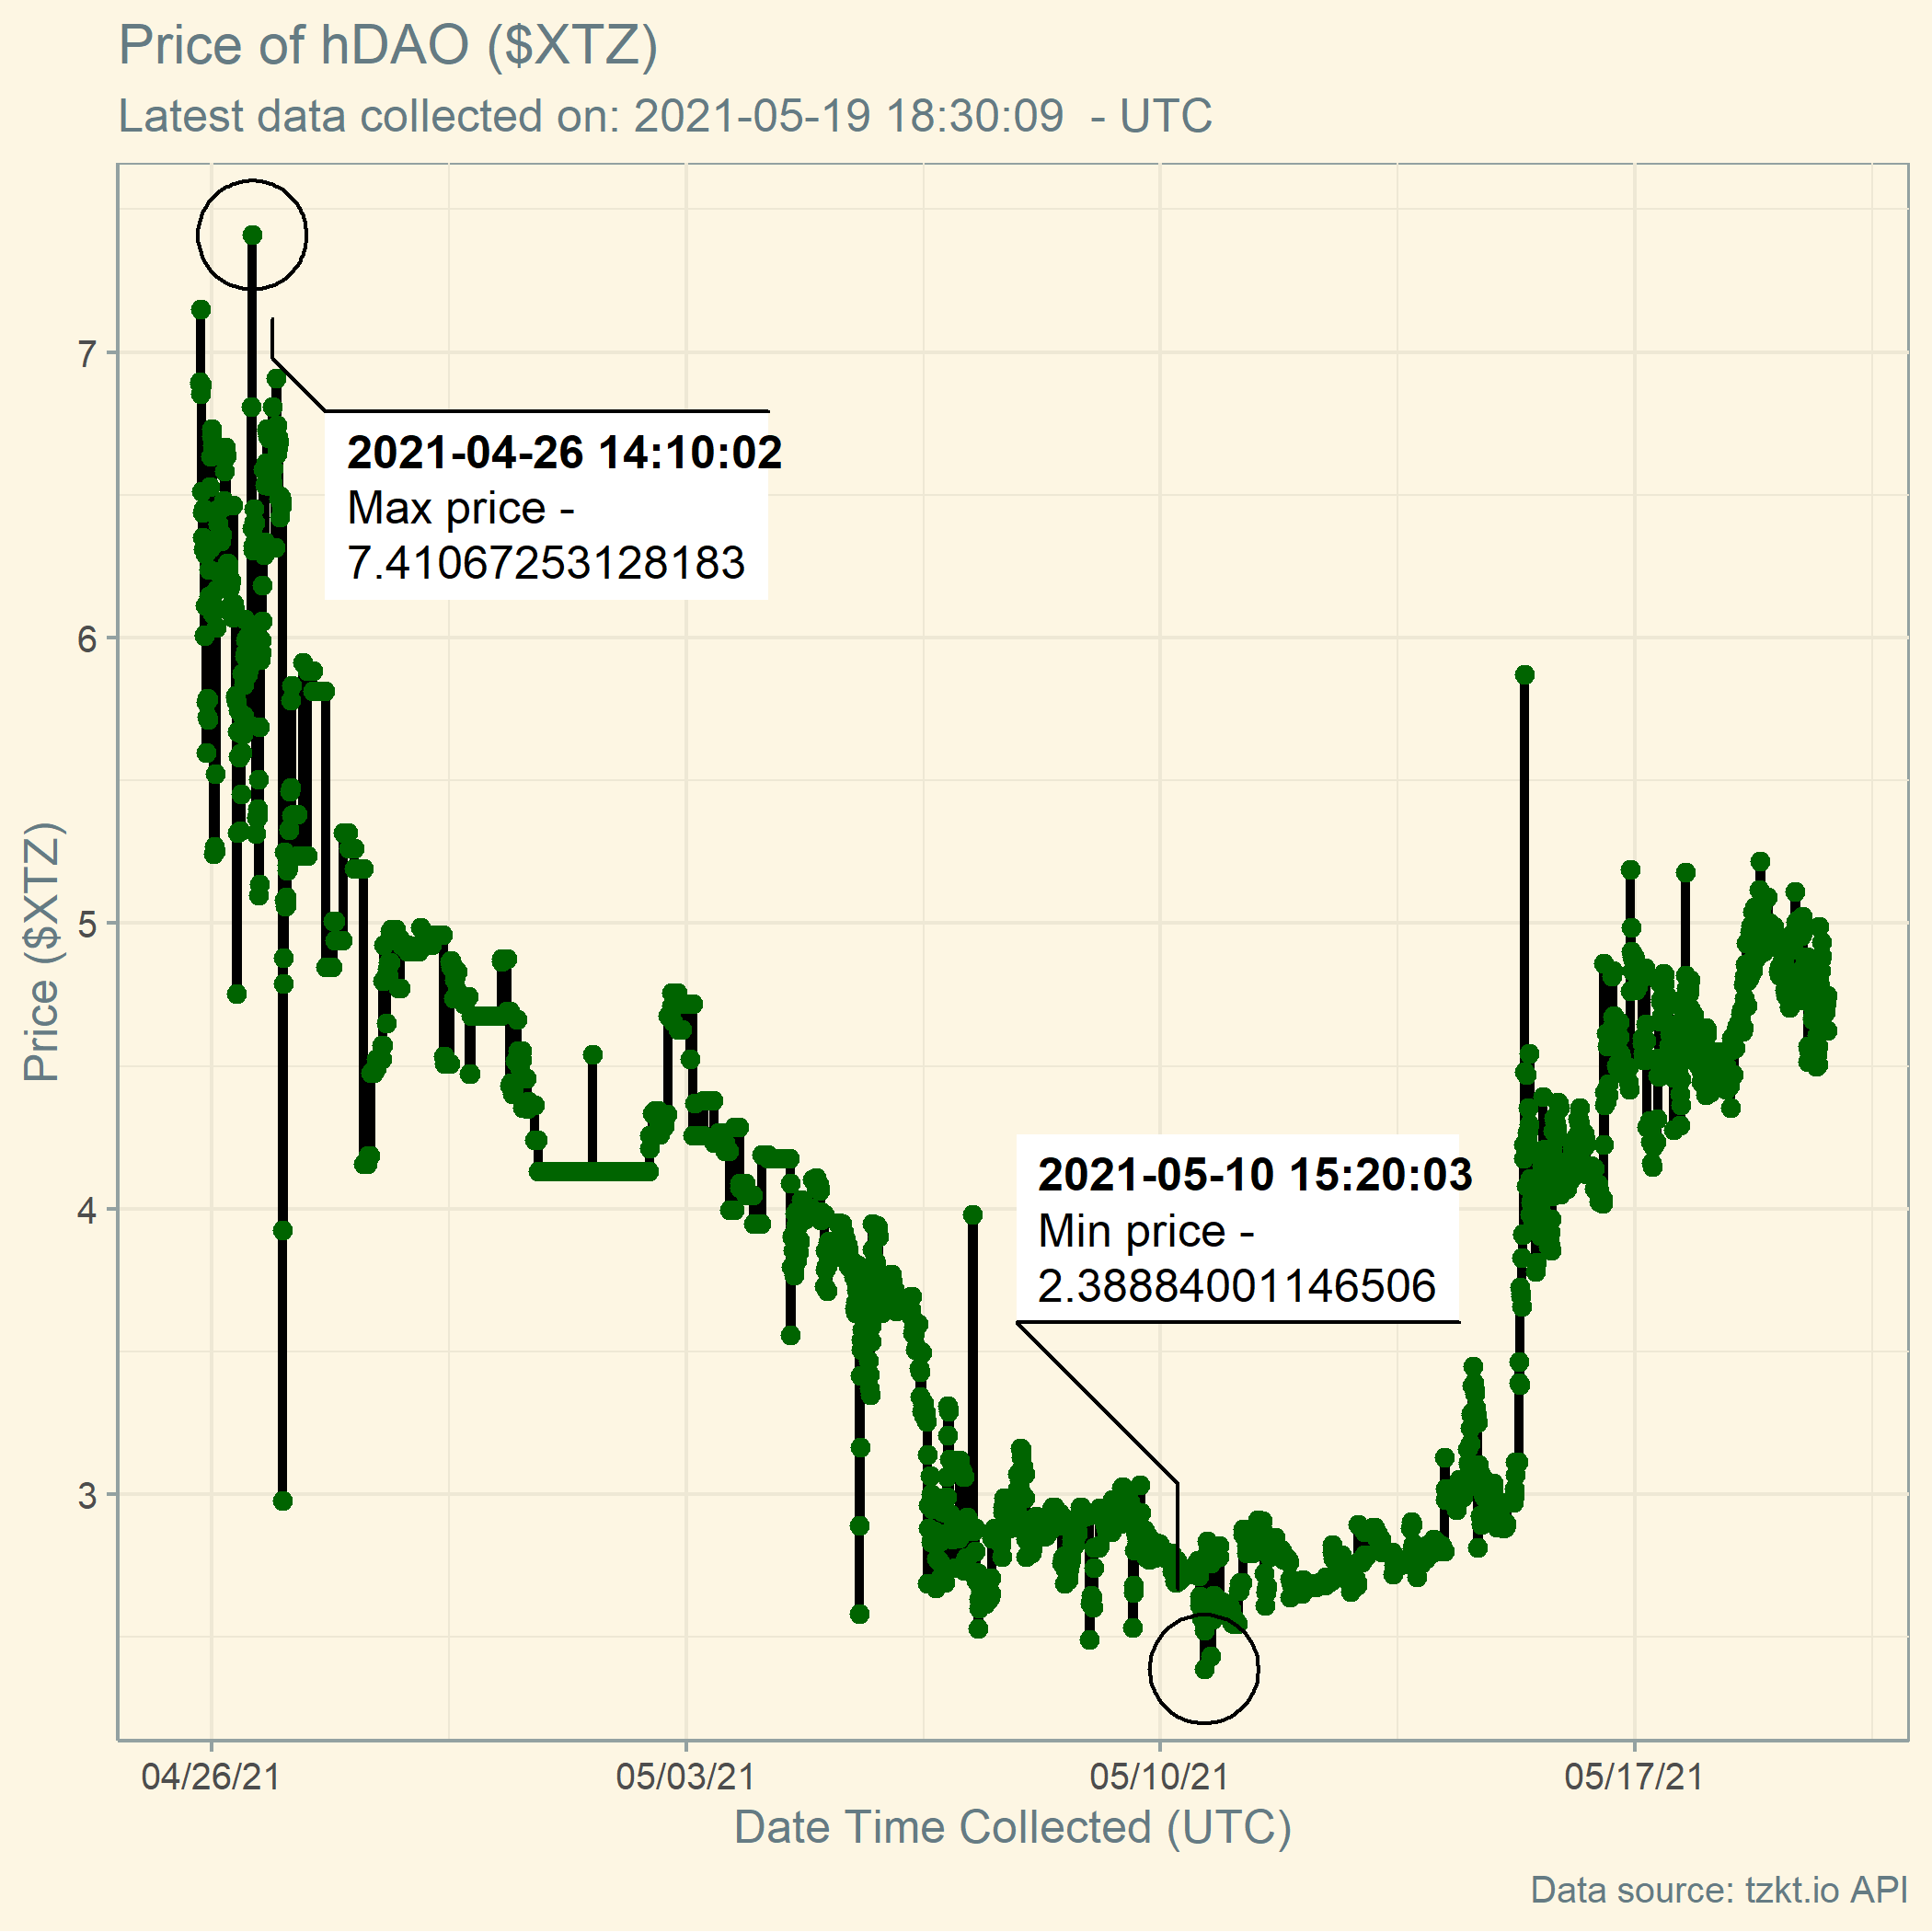 Price of hDAO ($XTZ)
Latest data collected on: 2021-05-19 18:30:09  - UTC
2021-04-26 14:10:02
Max price -
7.41067253128183
2021-05-10 15:20:03
Min price -
2.38884001146506
Price ($XTZ)
7
6
5
4
3
04/26/21
05/03/21
05/10/21
05/17/21
Date Time Collected (UTC)
Data source: tzkt.io API